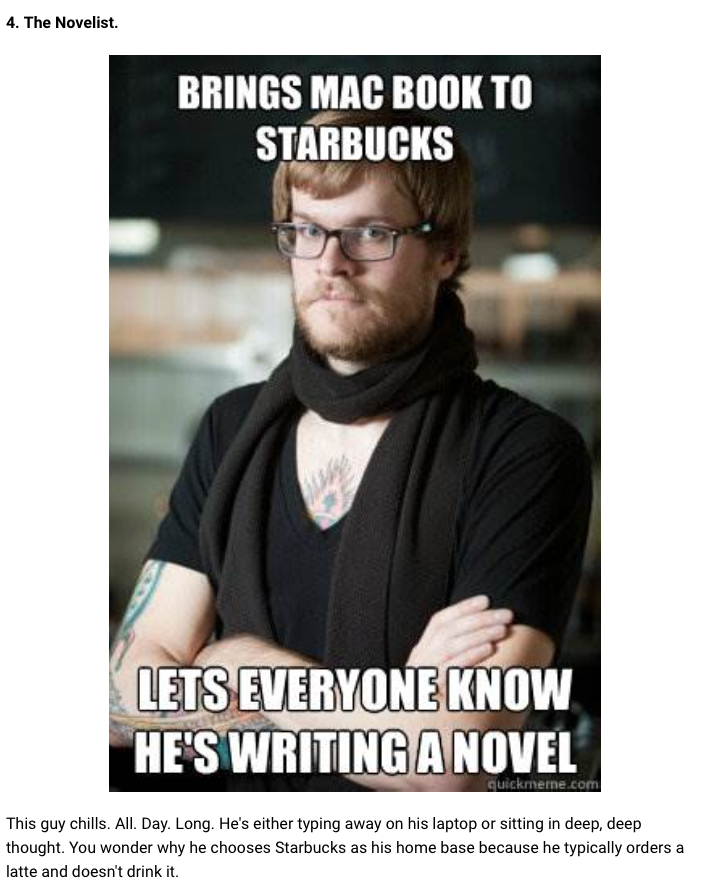 4. The Novelist.
BRINGS MAC BOOK TO
STARBUCKS
LETS EVERYONE KNOW
HE'S WRITING A NOVEL
quickmeme.com
This guy chills. All. Day. Long. He's either typing away on his laptop or sitting in deep, deep
thought. You wonder why he chooses Starbucks as his home base because he typically orders a
latte and doesn't drink it.